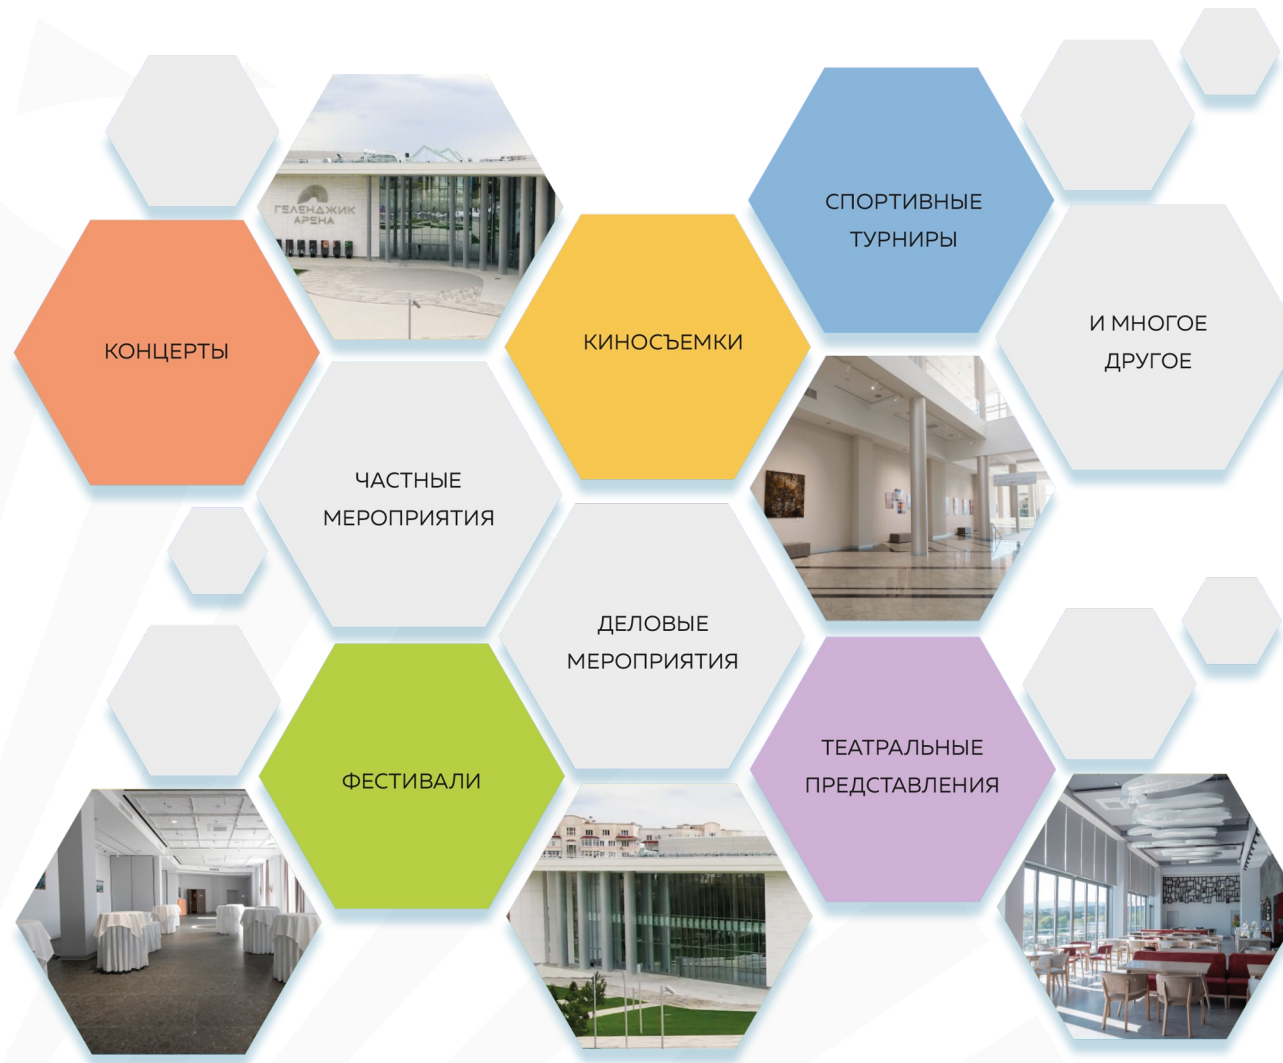 ГЕЛЕНДЖИК
АРЕНА
СПОРТИВНЫЕ
ТУРНИРЫ
КОНЦЕРТЫ
КИНОСЪЕМКИ
И МНОГОЕ
ДРУГОЕ
ЧАСТНЫЕ
МЕРОПРИЯТИЯ
ДЕЛОВЫЕ
МЕРОПРИЯТИЯ
ФЕСТИВАЛИ
ТЕАТРАЛЬНЫЕ
ПРЕДСТАВЛЕНИЯ